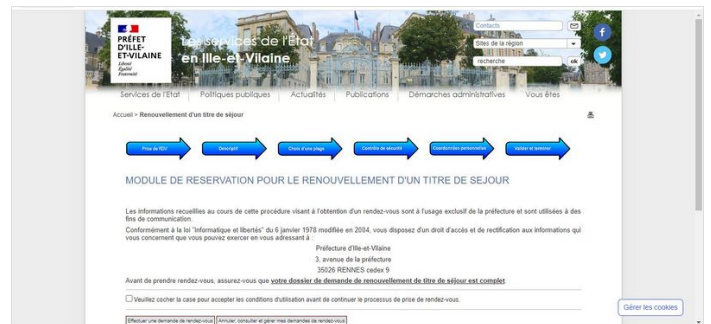 PRÉFET
D'ILLE-
ET-VILAINE
Liberté
Égalité
Fraternité
Les services de l'État
en Ille-et-Vilaine
Contacts
Sites de la région
recherche
ok
Services de l'État Politiques publiques Actualités Publications Démarches administratives Vous êtes
Accueil > Renouvellement d'un titre de séjour
Prise de RDV
Descriptif
Choix d'une plage
Contrôle de sécurité
Coordonnées personnelles
Valider et terminer
MODULE DE RESERVATION POUR LE RENOUVELLEMENT D'UN TITRE DE SEJOUR
Les informations recueillies au cours de cette procédure visant à l'obtention d'un rendez-vous sont à l'usage exclusif de la préfecture et sont utilisées à des
fins de communication.
Conformément à la loi "informatique et libertés" du 6 janvier 1978 modifiée en 2004, vous disposez d'un droit d'accès et de rectification aux informations qui
vous concernent que vous pouvez exercer en vous adressant à :
Préfecture d'Ille-et-Vilaine
3, avenue de la préfecture
35026 RENNES cedex 9
Avant de prendre rendez-vous, assurez-vous que votre dossier de demande de renouvellement de titre de séjour est complet.
Veuillez cocher la case pour accepter les conditions d'utilisation avant de continuer le processus de prise de rendez-vous.
Effectuer une demande de rendez-vous Annuler, consulter et gérer mes demandes de rendez-vous
Gérer les cookies